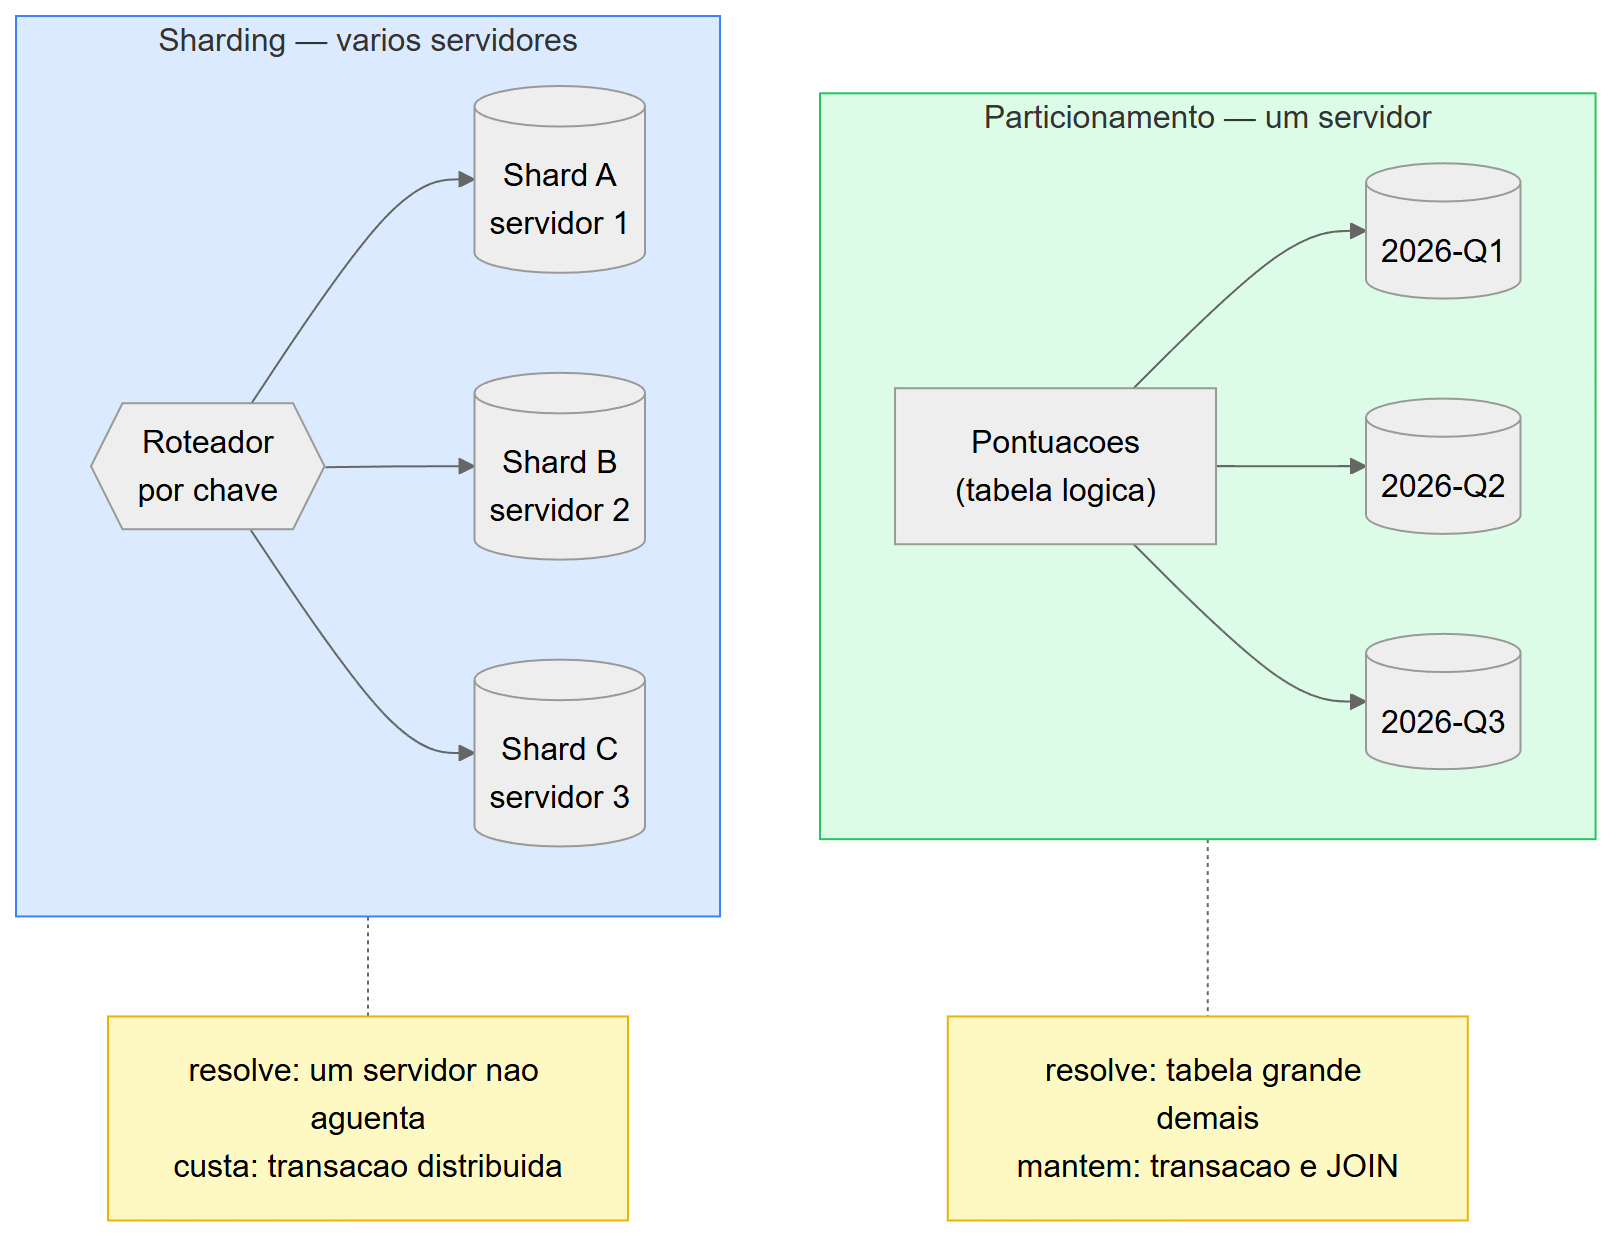 Sharding — varios servidores
Shard A
servidor 1
Roteador
por chave
Shard B
servidor 2
Shard C
servidor 3
resolve: um servidor nao
aguenta
custa: transacao distribuida
Particionamento — um servidor
2026-Q1
Pontuacoes
(tabela logica)
2026-Q2
2026-Q3
resolve: tabela grande
demais
mantem: transacao e JOIN